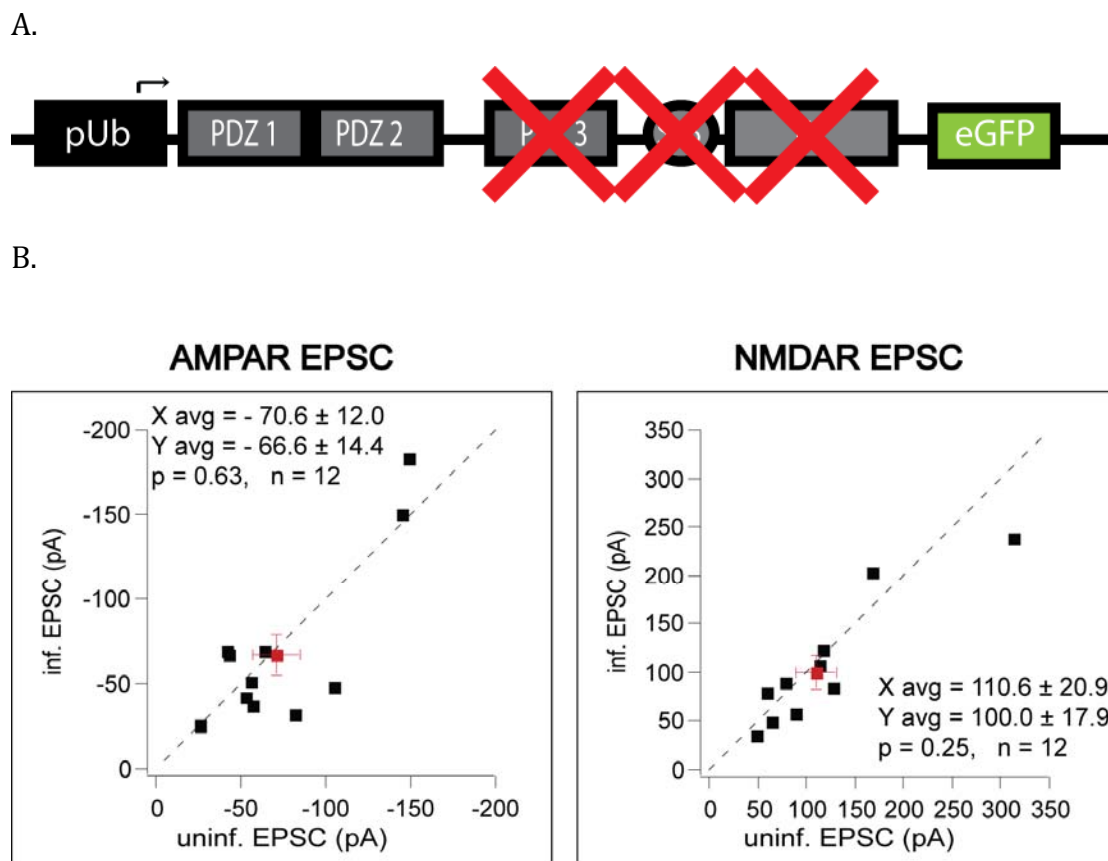 A.
pUb PDZ 1 PDZ 2 3 eGFP
B.
AMPAR EPSC
X avg = - 70.6 ± 12.0
Y avg = - 66.6 ± 14.4
p = 0.63, n = 12
-200
-150
-100
-50
0
inf. EPSC (pA)
0 -50 -100 -150 -200
uninf. EPSC (pA)
NMDAR EPSC
350
300
250
200
150
100
50
0
inf. EPSC (pA)
X avg = 110.6 ± 20.9
Y avg = 100.0 ± 17.9
p = 0.25, n = 12
0 50 100 150 200 250 300 350
uninf. EPSC (pA)